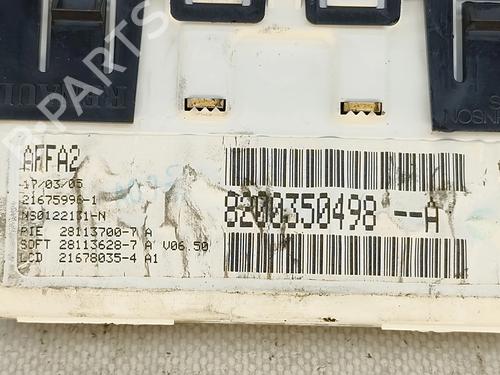 B-PARTS
AFFA2
17/03/05
21675996-1
NS0122131-N
PIE 28113700-7 A
SOFT 28113628-7 A V06.50
LCD 21678035-4 A1
8200350498 --A